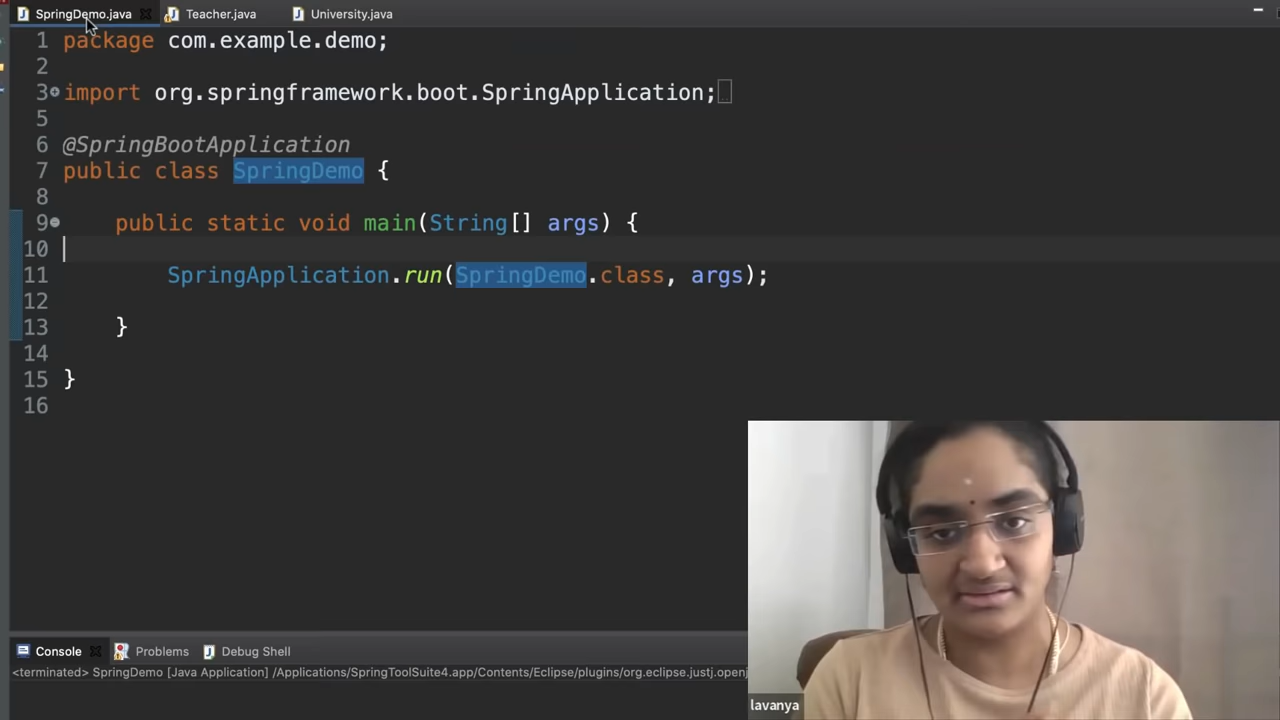 SpringDemo.java Teacher.java University.java
1 package com.example.demo;
2
3 import org.springframework.boot.SpringApplication;
5
6 @SpringBootApplication
7 public class SpringDemo {
8
9 public static void main(String[] args) {
10
11 SpringApplication.run(SpringDemo.class, args);
12
13 }
14
15 }
16
Console Problems Debug Shell
<terminated> SpringDemo [Java Application] /Applications/SpringToolSuite4.app/Contents/Eclipse/plugins/org.eclipse.justj.openj
lavanya